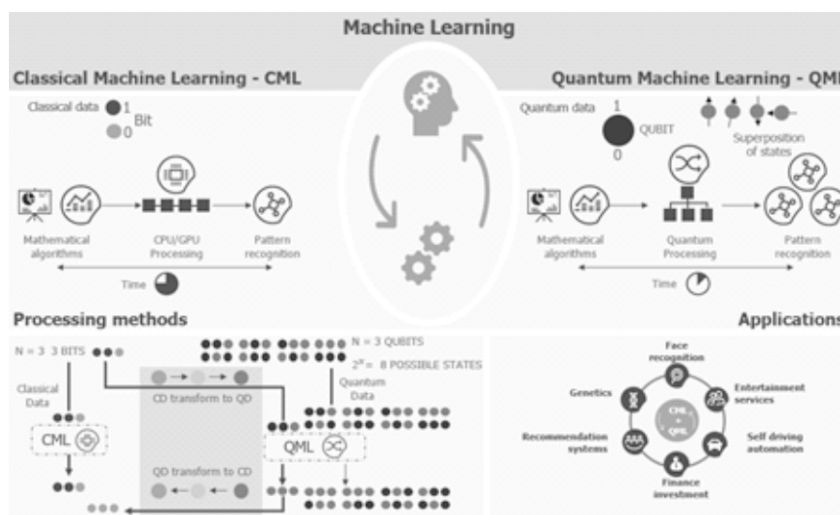 Machine Learning
Classical Machine Learning - CML
Classical data
1
Bit
0
Mathematical
algorithms
CPU/GPU
Processing
Pattern
recognition
Time
Quantum Machine Learning - QML
Quantum data
1
QUBIT
0
Superposition
of states
Mathematical
algorithms
Quantum
Processing
Pattern
recognition
Time
Processing methods
N = 3 3 BITS
Classical
Data
CML
CD transform to QD
QD transform to CD
N = 3 QUBITS
2ᴺ = 8 POSSIBLE STATES
Quantum
Data
QML
Applications
Face
recognition
Genetics
Entertainment
services
CML
+
QML
Recommendation
systems
AAA
Self driving
automation
Finance
investment